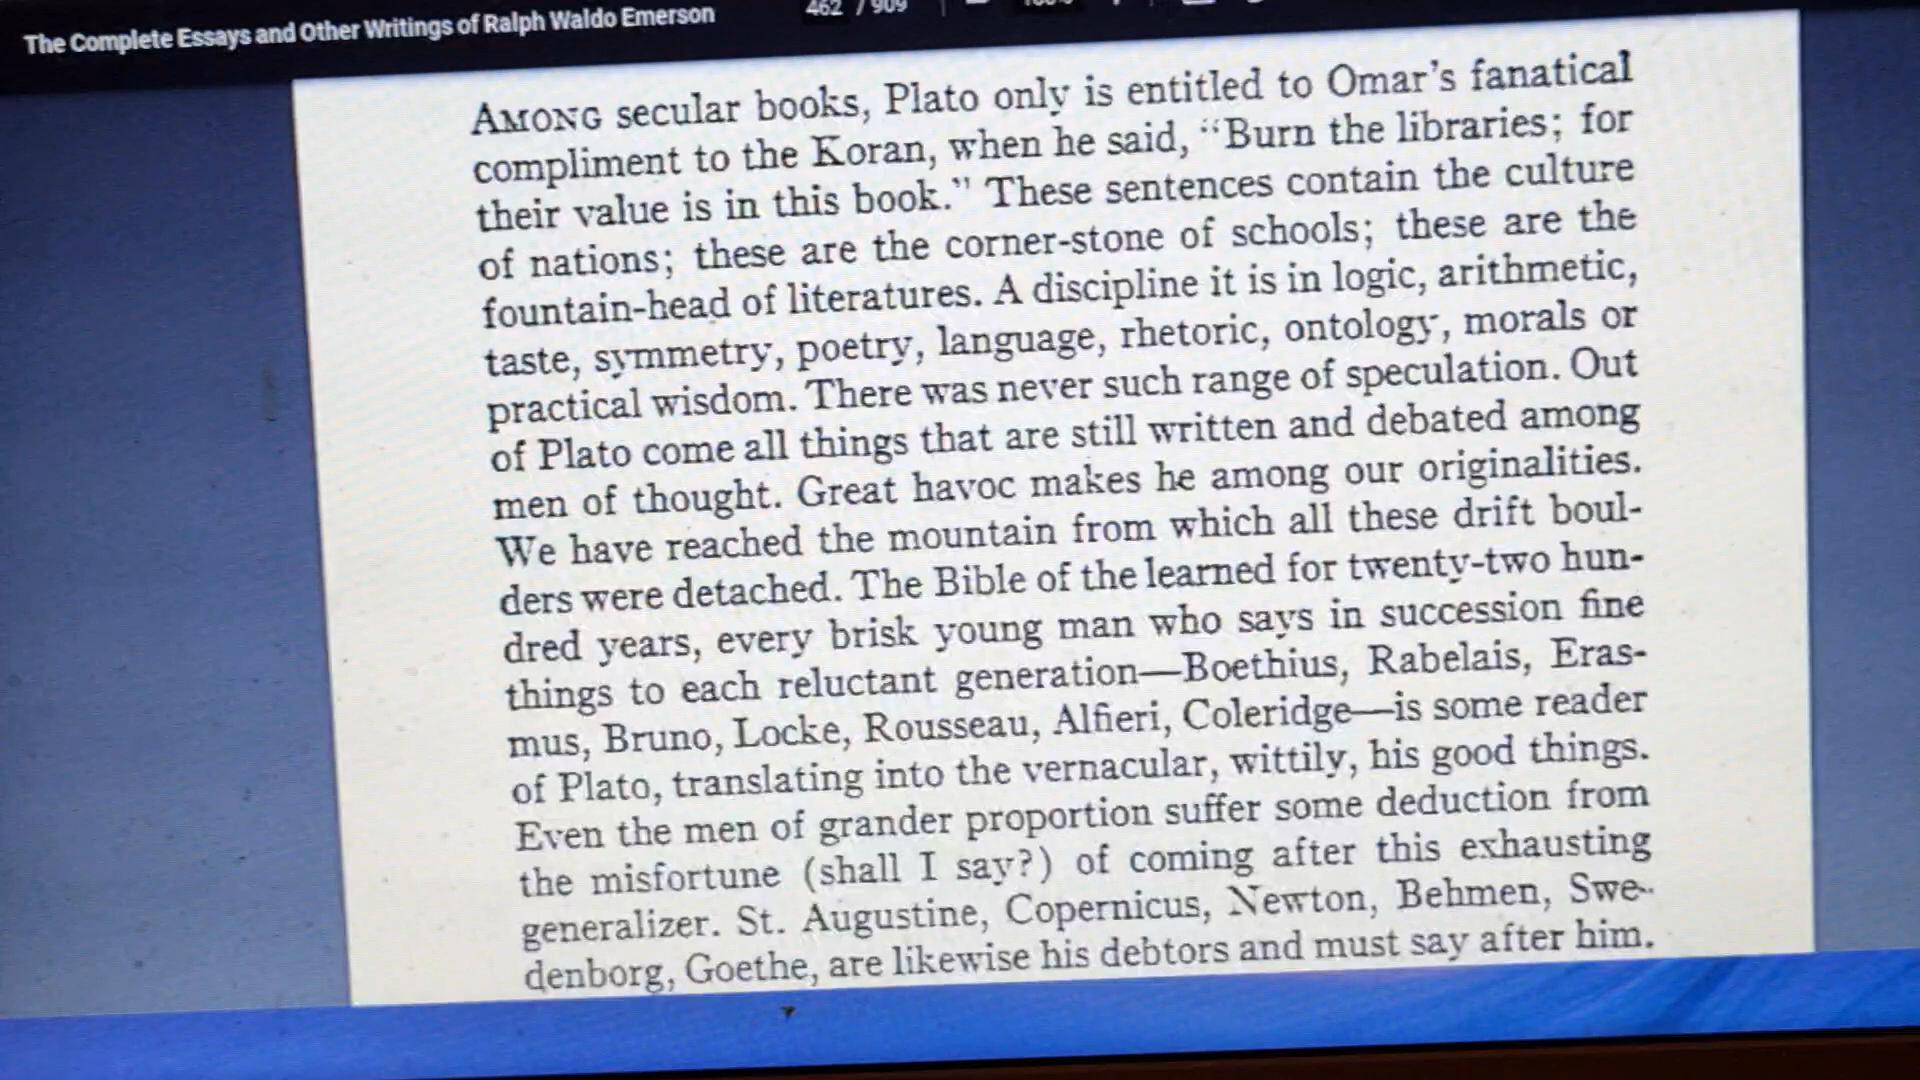 The Complete Essays and Other Writings of Ralph Waldo Emerson
462 / 909
AMONG secular books, Plato only is entitled to Omar's fanatical
compliment to the Koran, when he said, "Burn the libraries; for
their value is in this book." These sentences contain the culture
of nations; these are the corner-stone of schools; these are the
fountain-head of literatures. A discipline it is in logic, arithmetic,
taste, symmetry, poetry, language, rhetoric, ontology, morals or
practical wisdom. There was never such range of speculation. Out
of Plato come all things that are still written and debated among
men of thought. Great havoc makes he among our originalities.
We have reached the mountain from which all these drift boul-
ders were detached. The Bible of the learned for twenty-two hun-
dred years, every brisk young man who says in succession fine
things to each reluctant generation—Boethius, Rabelais, Eras-
mus, Bruno, Locke, Rousseau, Alfieri, Coleridge—is some reader
of Plato, translating into the vernacular, wittily, his good things.
Even the men of grander proportion suffer some deduction from
the misfortune (shall I say?) of coming after this exhausting
generalizer. St. Augustine, Copernicus, Newton, Behmen, Swe-
denborg, Goethe, are likewise his debtors and must say after him.